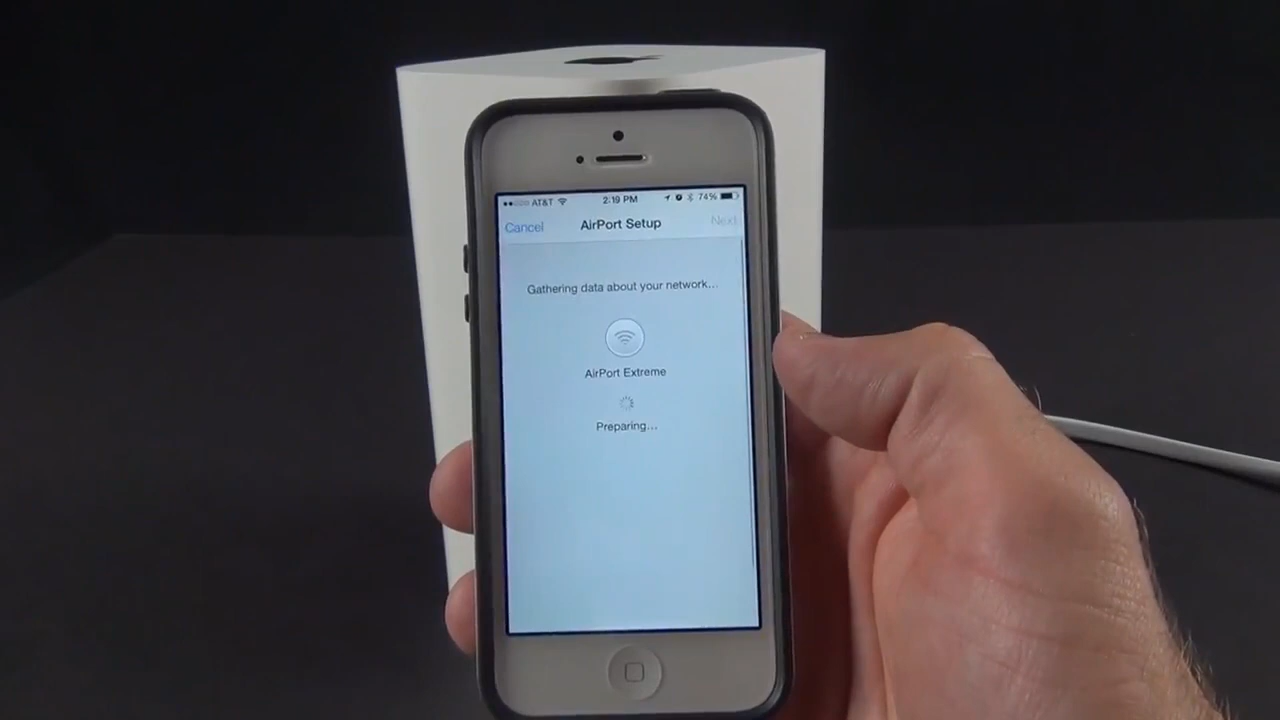 AT&T 2:19 PM 74%
Cancel AirPort Setup Next
Gathering data about your network...
AirPort Extreme
Preparing...